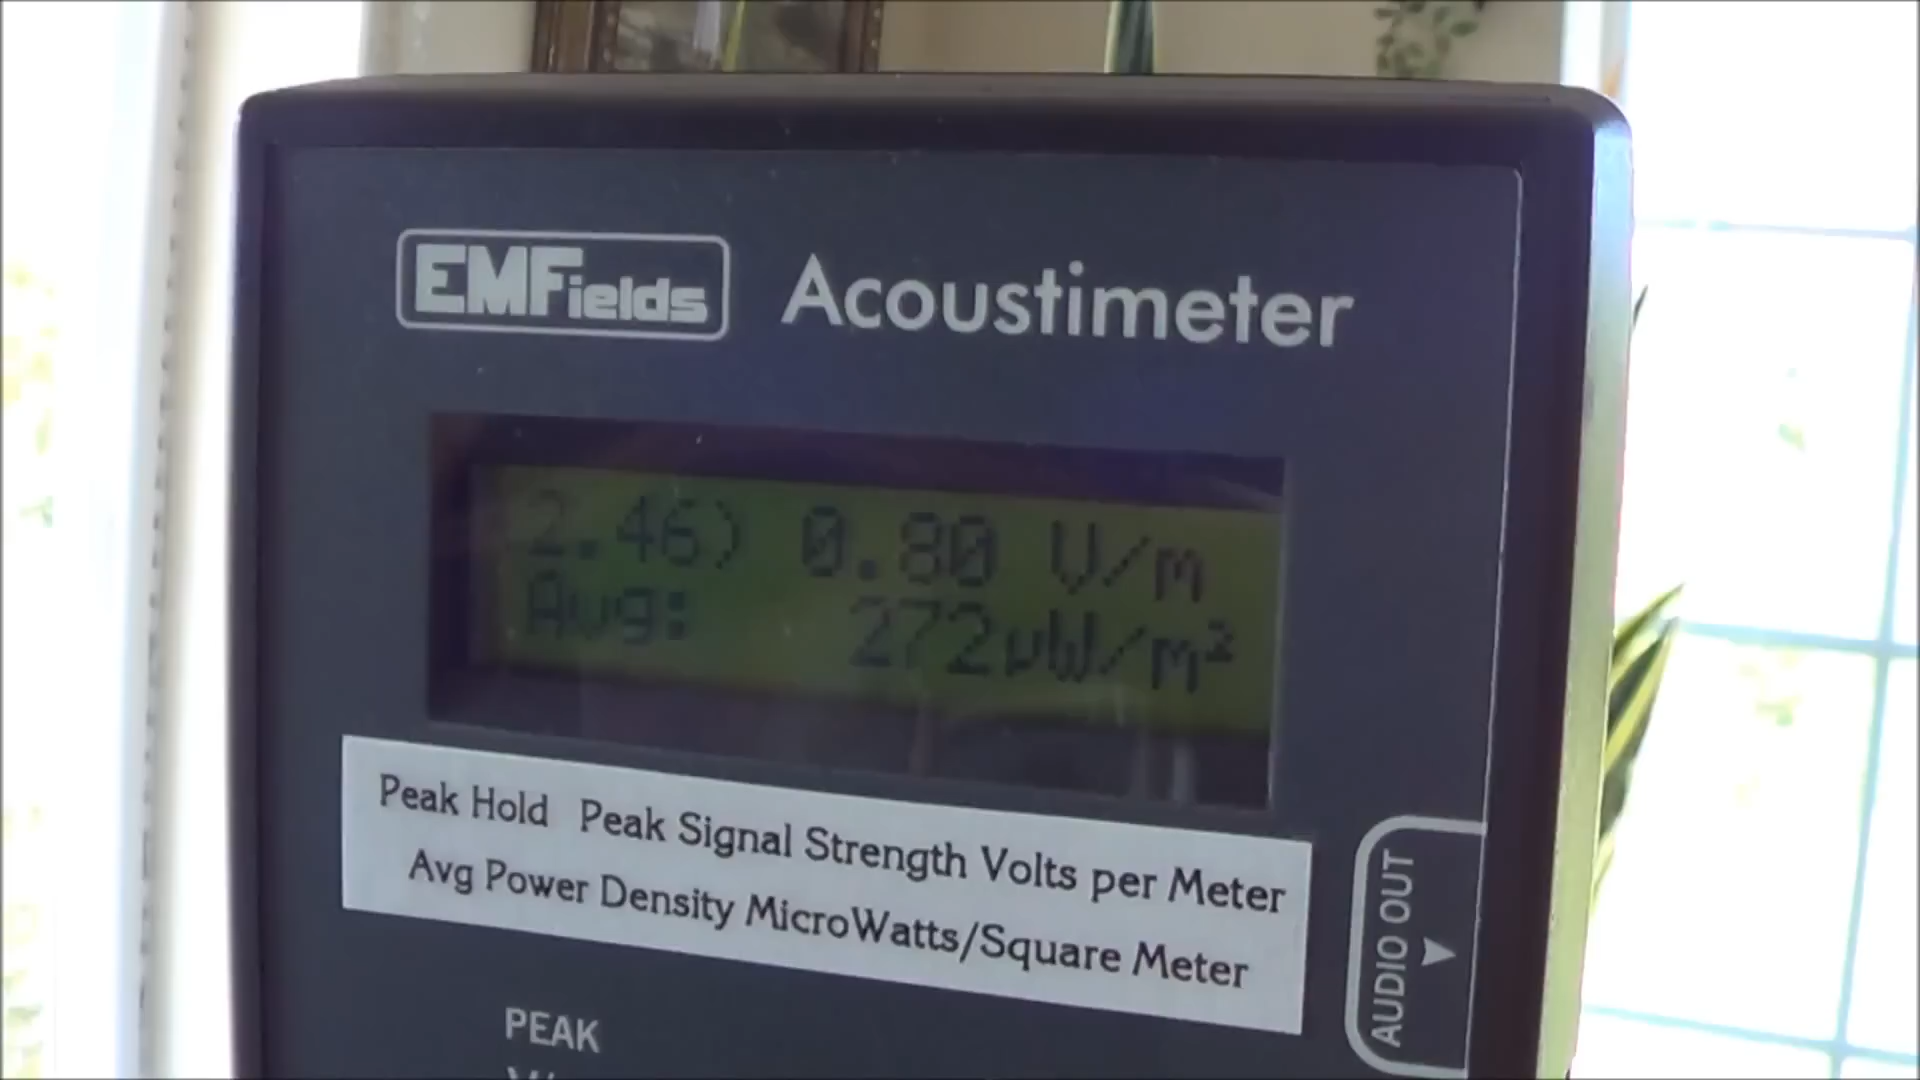 EMFields Acoustimeter
2.46) 0.80 V/m
Avg: 272µW/m²
Peak Hold Peak Signal Strength Volts per Meter
Avg Power Density MicroWatts/Square Meter
AUDIO OUT
PEAK